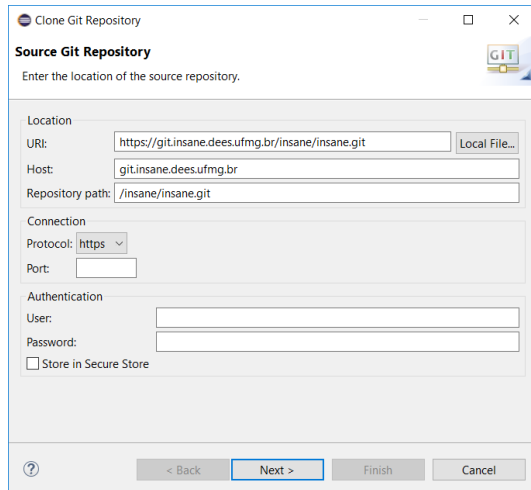 Clone Git Repository
Source Git Repository
Enter the location of the source repository.
GIT
Location
URI: https://git.insane.dees.ufmg.br/insane/insane.git Local File...
Host: git.insane.dees.ufmg.br
Repository path: /insane/insane.git
Connection
Protocol: https
Port:
Authentication
User:
Password:
Store in Secure Store
? < Back Next > Finish Cancel